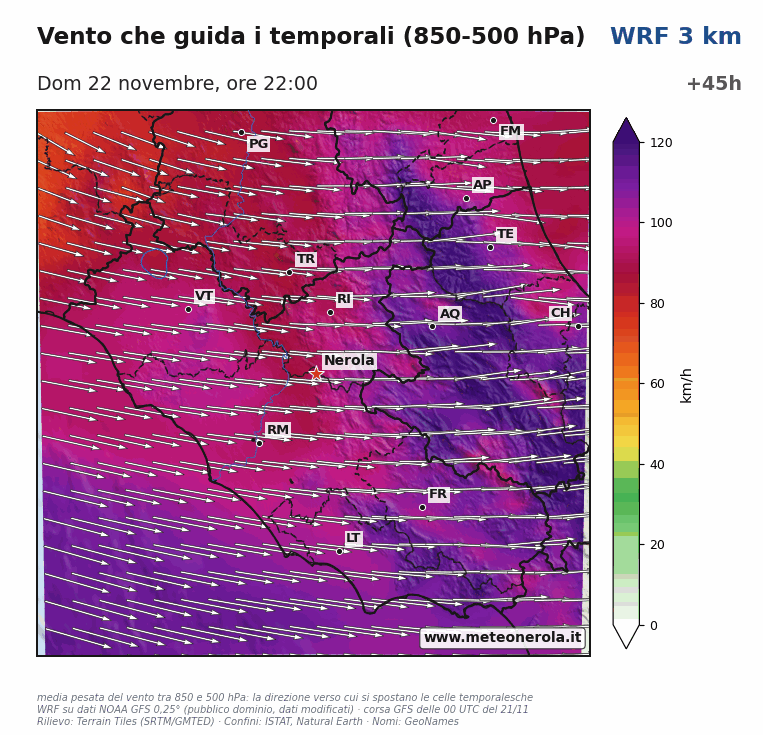 Vento che guida i temporali (850-500 hPa) WRF 3 km
Dom 22 novembre, ore 22:00 +45h
FM
PG
AP
TE
TR
VT
RI
AQ
CH
Nerola
RM
FR
LT
www.meteonerola.it
120
100
80
60
40
20
0
km/h
media pesata del vento tra 850 e 500 hPa: la direzione verso cui si spostano le celle temporalesche
WRF su dati NOAA GFS 0,25° (pubblico dominio, dati modificati) · corsa GFS delle 00 UTC del 21/11
Rilievo: Terrain Tiles (SRTM/GMTED) · Confini: ISTAT, Natural Earth · Nomi: GeoNames